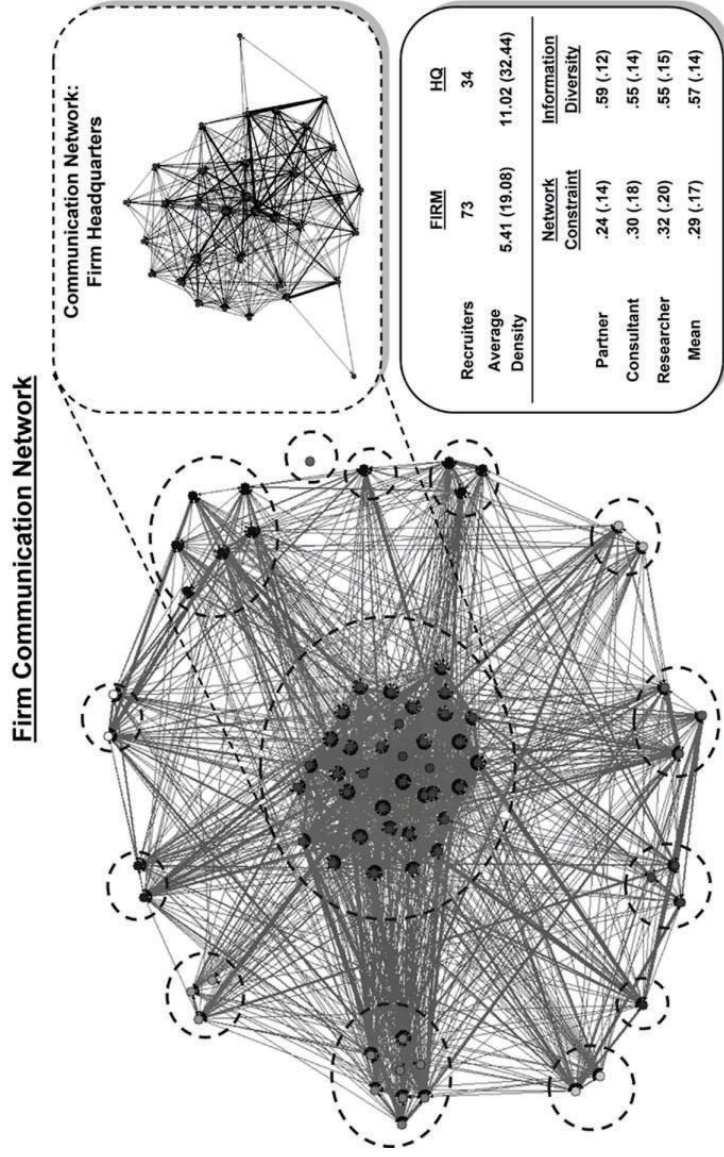 Firm Communication Network
Communication Network:
Firm Headquarters
FIRM HQ
Recruiters 73 34
Average
Density 5.41 (19.08) 11.02 (32.44)
Network Information
Constraint Diversity
Partner .24 (.14) .59 (.12)
Consultant .30 (.18) .55 (.14)
Researcher .32 (.20) .55 (.15)
Mean .29 (.17) .57 (.14)